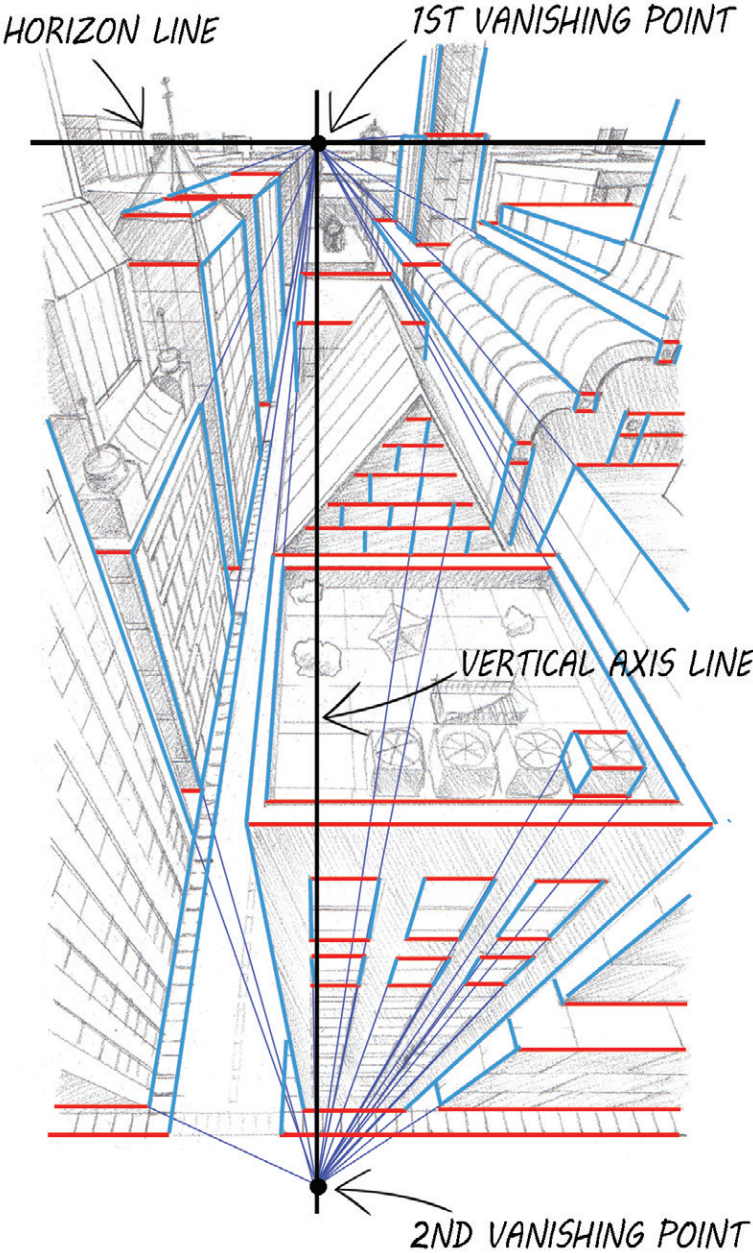 HORIZON LINE
1ST VANISHING POINT
VERTICAL AXIS LINE
2ND VANISHING POINT